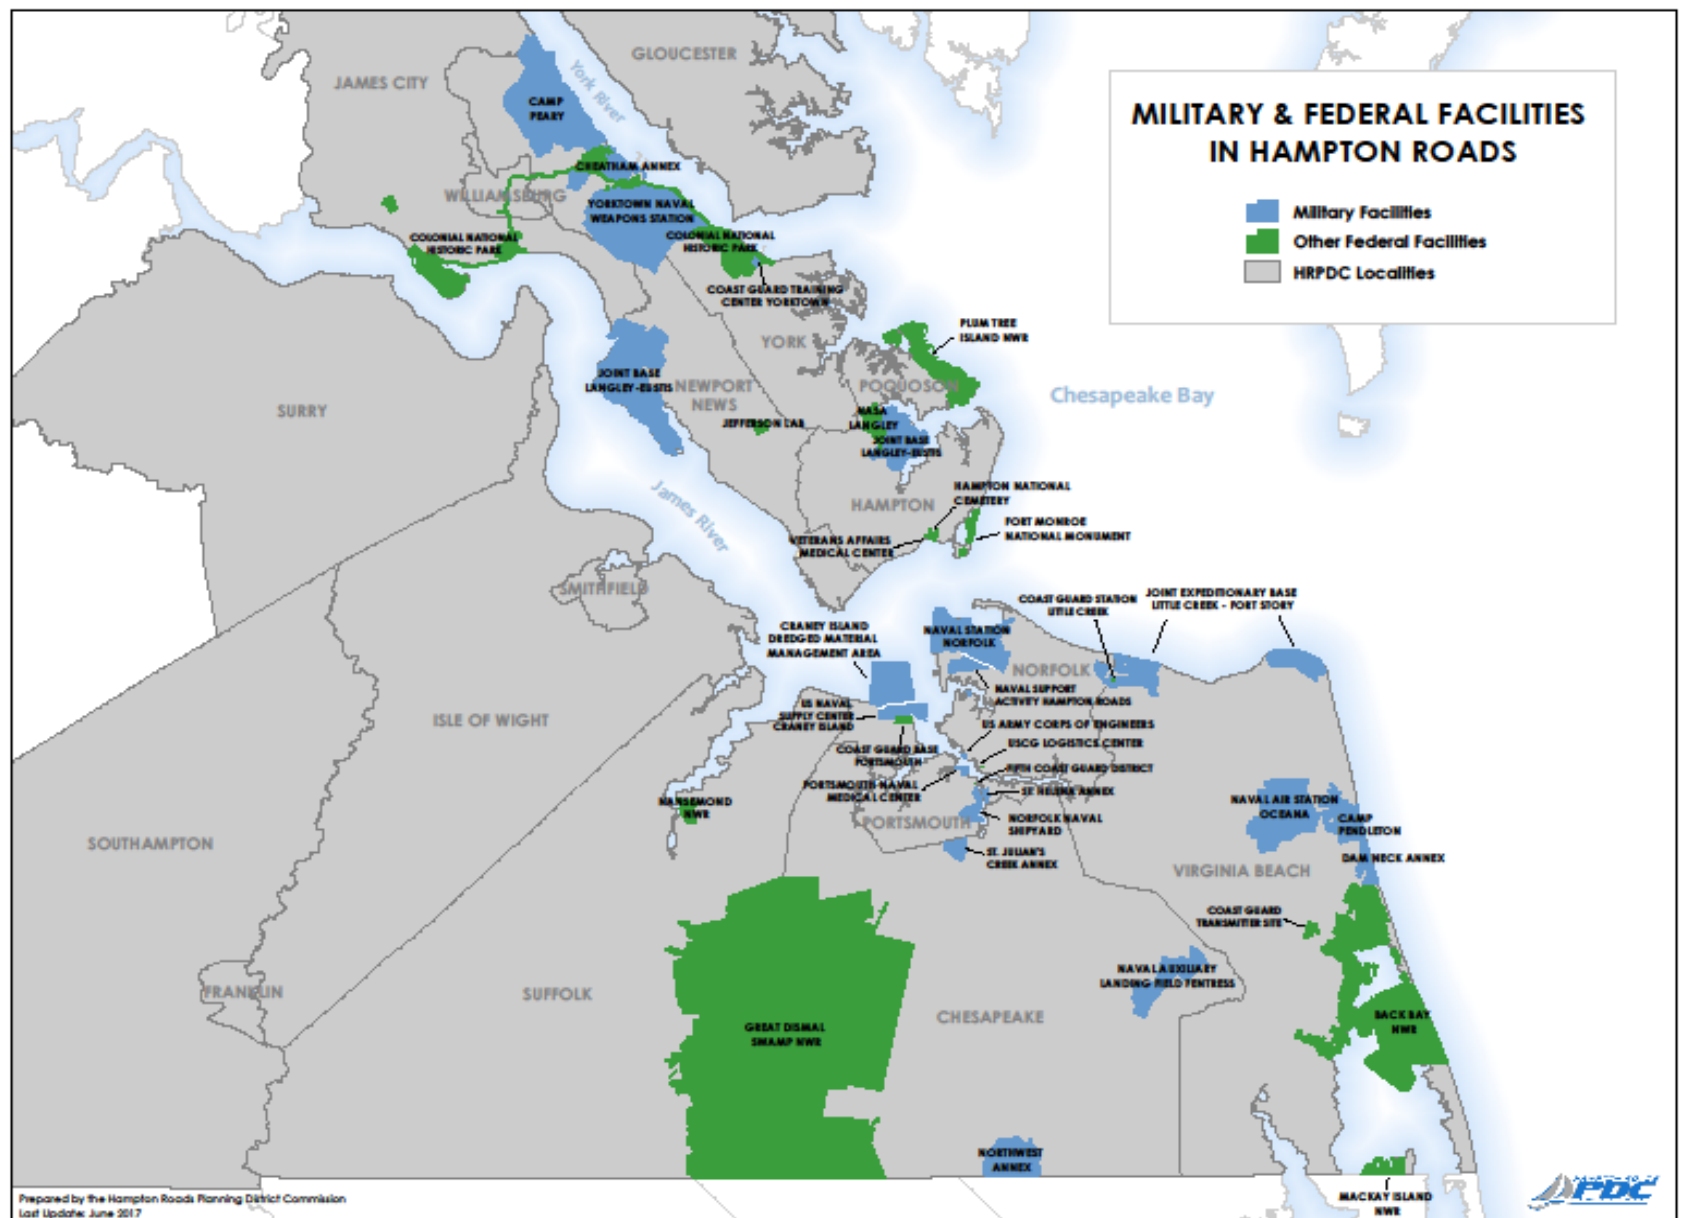 MILITARY & FEDERAL FACILITIES
IN HAMPTON ROADS
Military Facilities
Other Federal Facilities
HRPDC Localities
GLOUCESTER
JAMES CITY
York River
CAMP
PEARY
CHEATHAM ANNEX
WILLIAMSBURG
YORKTOWN NAVAL
WEAPONS STATION
COLONIAL NATIONAL
HISTORIC PARK
COLONIAL NATIONAL
HISTORIC PARK
COAST GUARD TRAINING
CENTER YORKTOWN
YORK
PLUM TREE
ISLAND NWR
JOINT BASE
LANGLEY-EUSTIS
NEWPORT
NEWS
POQUOSON
Chesapeake Bay
SURRY
NASA
LANGLEY
JEFFERSON LAB
JOINT BASE
LANGLEY-EUSTIS
HAMPTON NATIONAL
CEMETERY
HAMPTON
James River
FORT MONROE
NATIONAL MONUMENT
VETERANS AFFAIRS
MEDICAL CENTER
SMITHFIELD
COAST GUARD STATION
LITTLE CREEK
JOINT EXPEDITIONARY BASE
LITTLE CREEK - FORT STORY
CRANEY ISLAND
DREDGED MATERIAL
MANAGEMENT AREA
NAVAL STATION
NORFOLK
NORFOLK
NAVAL SUPPORT
ACTIVITY HAMPTON ROADS
US NAVAL
SUPPLY CENTER
CRANEY ISLAND
ISLE OF WIGHT
US ARMY CORPS OF ENGINEERS
USCG LOGISTICS CENTER
COAST GUARD BASE
PORTSMOUTH
FIFTH COAST GUARD DISTRICT
PORTSMOUTH NAVAL
MEDICAL CENTER
ST. HELENA ANNEX
NANSEMOND
NWR
PORTSMOUTH
NORFOLK NAVAL
SHIPYARD
NAVAL AIR STATION
OCEANA
CAMP
PENDLETON
SOUTHAMPTON
ST. JULIAN'S
CREEK ANNEX
DAM NECK ANNEX
VIRGINIA BEACH
COAST GUARD
TRANSMITTER SITE
NAVAL AUXILIARY
LANDING FIELD FENTRESS
FRANKLIN
SUFFOLK
CHESAPEAKE
GREAT DISMAL
SWAMP NWR
BACK BAY
NWR
NORTHWEST
ANNEX
MACKAY ISLAND
NWR
Prepared by the Hampton Roads Planning District Commission
Last Update: June 2017
PDC